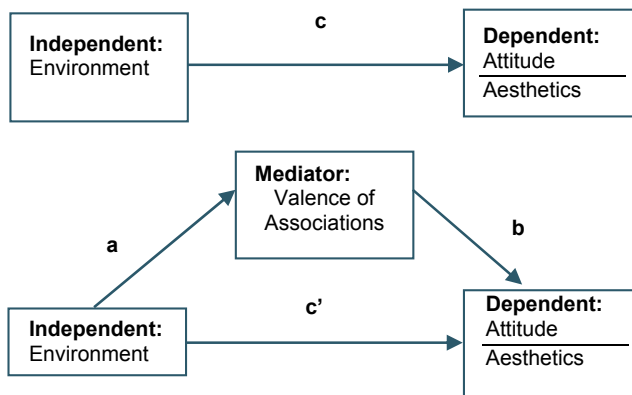 c
Independent:
Environment
Dependent:
Attitude
Aesthetics
Mediator:
Valence of
Associations
a
b
c’
Independent:
Environment
Dependent:
Attitude
Aesthetics